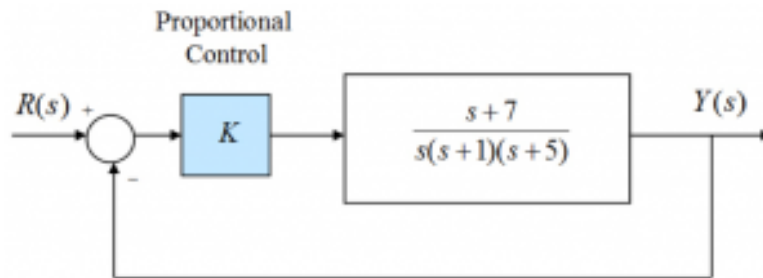 Proportional
Control
R(s) +
K
s + 7
s(s + 1)(s + 5)
Y(s)
−